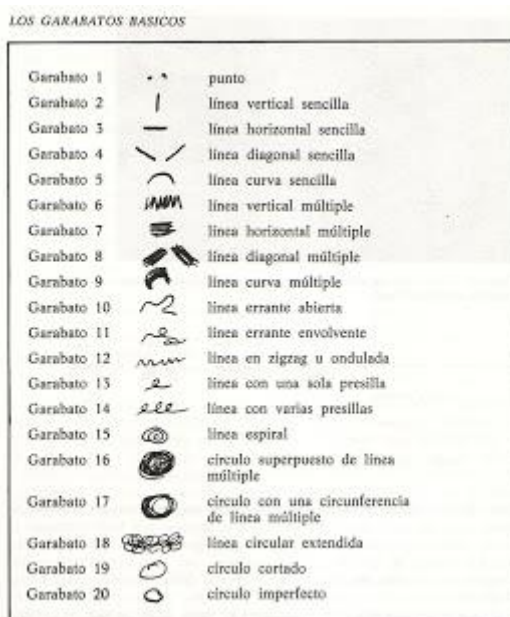 LOS GARABATOS BASICOS
Garabato 1 punto
Garabato 2 línea vertical sencilla
Garabato 3 línea horizontal sencilla
Garabato 4 línea diagonal sencilla
Garabato 5 línea curva sencilla
Garabato 6 línea vertical múltiple
Garabato 7 línea horizontal múltiple
Garabato 8 línea diagonal múltiple
Garabato 9 línea curva múltiple
Garabato 10 línea errante abierta
Garabato 11 línea errante envolvente
Garabato 12 línea en zigzag u ondulada
Garabato 13 línea con una sola presilla
Garabato 14 línea con varias presillas
Garabato 15 línea espiral
Garabato 16 círculo superpuesto de línea
múltiple
Garabato 17 círculo con una circunferencia
de línea múltiple
Garabato 18 línea circular extendida
Garabato 19 círculo cortado
Garabato 20 círculo imperfecto